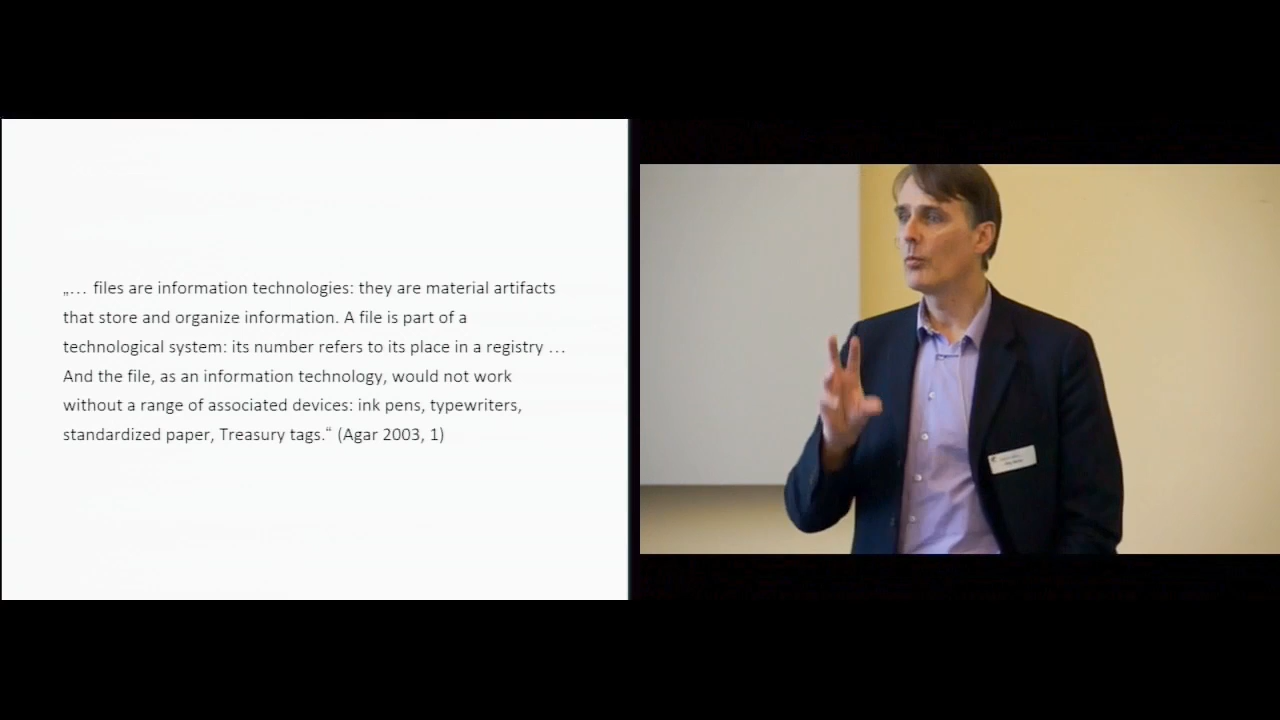 „… files are information technologies: they are material artifacts
that store and organize information. A file is part of a
technological system: its number refers to its place in a registry …
And the file, as an information technology, would not work
without a range of associated devices: ink pens, typewriters,
standardized paper, Treasury tags.“ (Agar 2003, 1)